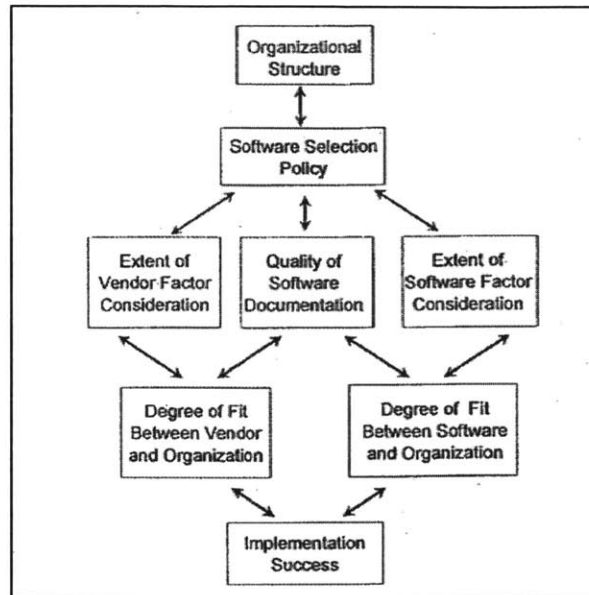 Organizational
Structure
Software Selection
Policy
Extent of
Vendor Factor
Consideration
Quality of
Software
Documentation
Extent of
Software Factor
Consideration
Degree of Fit
Between Vendor
and Organization
Degree of Fit
Between Software
and Organization
Implementation
Success